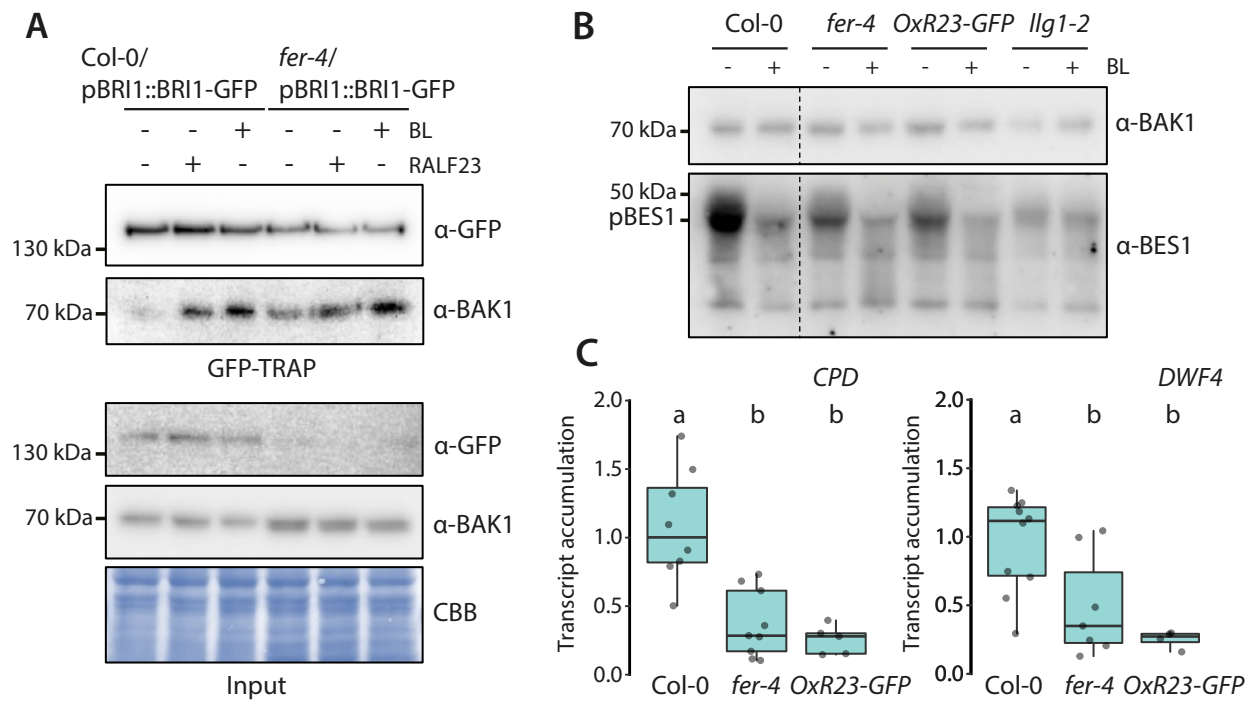 A
Col-0/ fer-4/
pBRI1::BRI1-GFP pBRI1::BRI1-GFP
- - + - - + BL
- + - - + - RALF23
α-GFP
130 kDa
70 kDa α-BAK1
GFP-TRAP
α-GFP
130 kDa
70 kDa α-BAK1
CBB
Input
B
Col-0 fer-4 OxR23-GFP llg1-2
- + - + - + - + BL
70 kDa α-BAK1
50 kDa
pBES1
α-BES1
C
CPD
Transcript accumulation
2.0
1.5
1.0
0.5
0.0
a b b
Col-0 fer-4 OxR23-GFP
DWF4
Transcript accumulation
2.0
1.5
1.0
0.5
0.0
a b b
Col-0 fer-4 OxR23-GFP